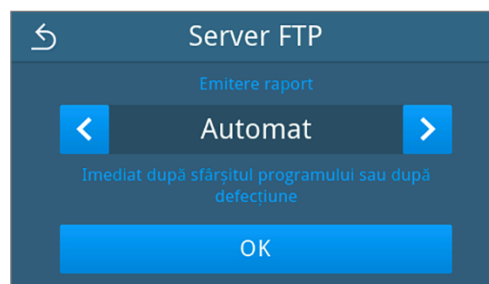 Server FTP
Emitere raport
Automat
Imediat după sfârșitul programului sau după
defecțiune
OK